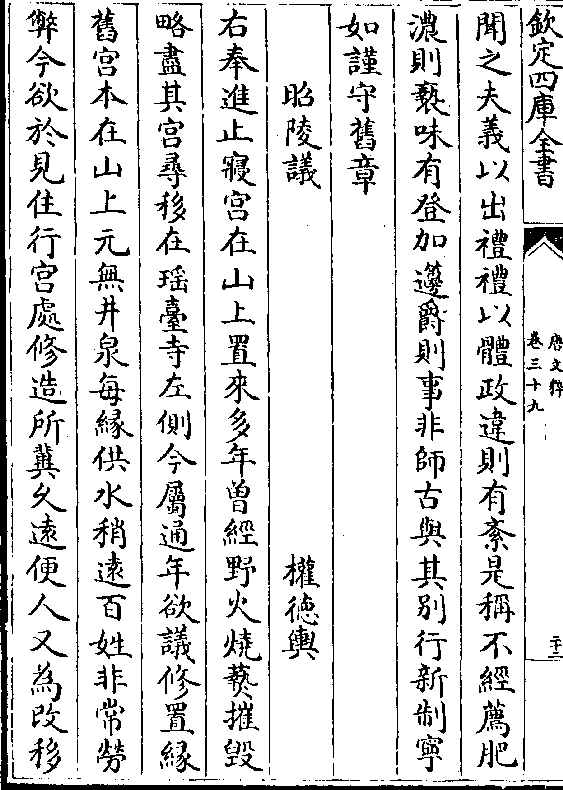 欽定四庫全書
唐文粹
卷三十九
二十二
聞之夫義以出禮禮以體政違則有紊是稱不經薦肥
濃則褻味有登加籩爵則事非師古與其別行新制寧
如謹守舊章
昭陵議 權德輿
右奉進止寢宮在山上置來多年曽經野火燒爇摧毀
略盡其宮尋移在瑶臺寺左側今屬通年欲議修置緣
舊宮本在山上元無井泉每緣供水稍遠百姓非常勞
弊今欲於見住行宮處修造所冀久遠便人又為改移